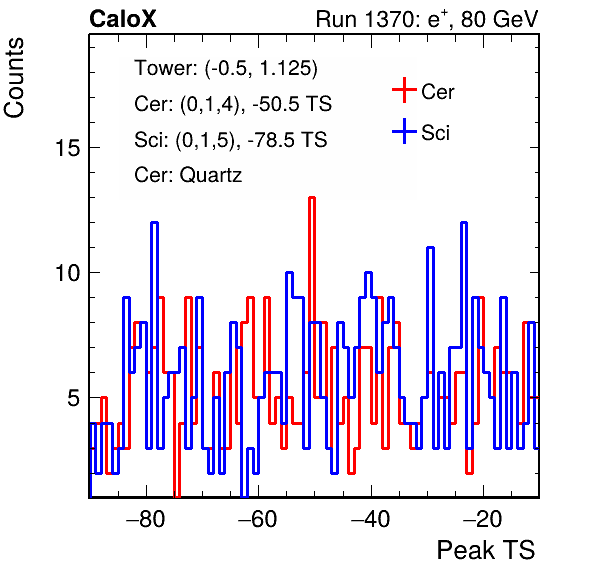 CaloX Run 1370: e⁺, 80 GeV
Counts
Tower: (-0.5, 1.125)
Cer: (0,1,4), -50.5 TS
Sci: (0,1,5), -78.5 TS
Cer: Quartz
Cer
Sci
15
10
5
−80 −60 −40 −20
Peak TS